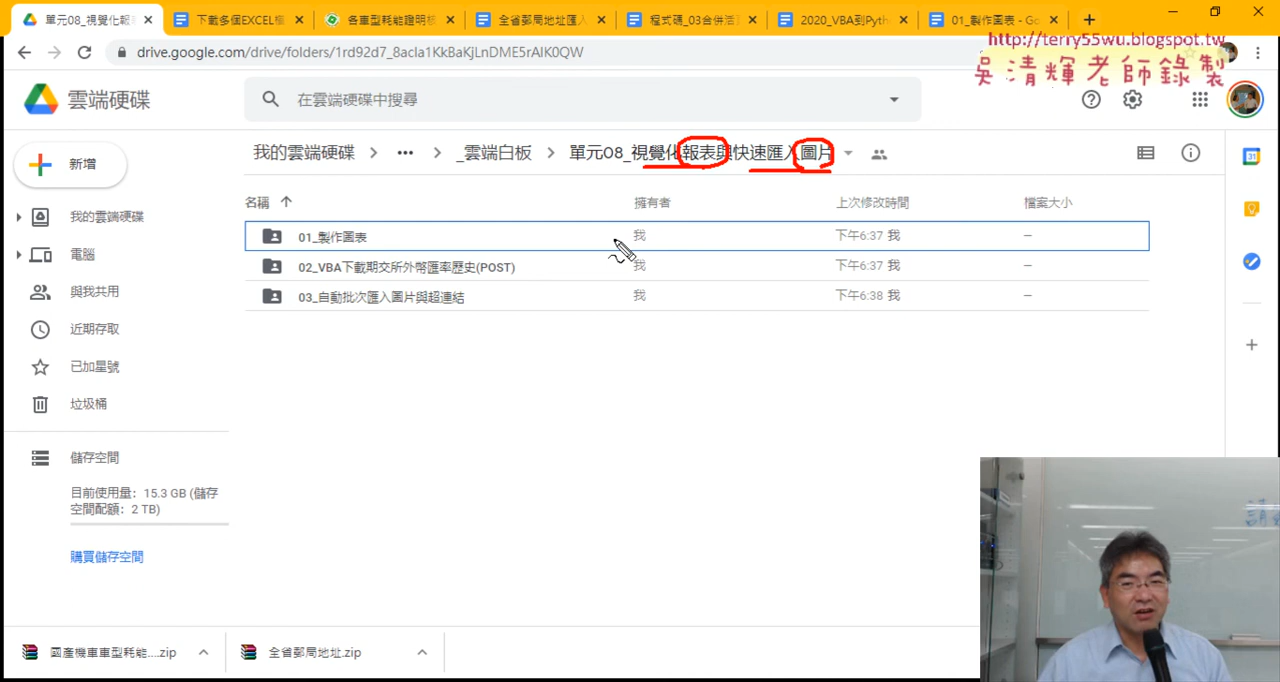 單元08_視覺化報
下載多個EXCEL檔
各車型耗能證明核
全省郵局地址匯入
程式碼_03合併活
2020_VBA到Pyth
01_製作圖表 - Go
drive.google.com/drive/folders/1rd92d7_8acla1KkBaKjLnDME5rAIK0QW
http://terry55wu.blogspot.tw
吳清輝老師錄製
雲端硬碟
在雲端硬碟中搜尋
新增
我的雲端硬碟
•••
_雲端白板
單元08_視覺化報表與快速匯入圖片
名稱
擁有者
上次修改時間
檔案大小
01_製作圖表
我
下午6:37 我
–
02_VBA下載期交所外幣匯率歷史(POST)
我
下午6:37 我
–
03_自動批次匯入圖片與超連結
我
下午6:38 我
–
我的雲端硬碟
電腦
與我共用
近期存取
已加星號
垃圾桶
儲存空間
目前使用量：15.3 GB (儲存
空間配額：2 TB)
購買儲存空間
31
國產機車車型耗能....zip
全省郵局地址.zip